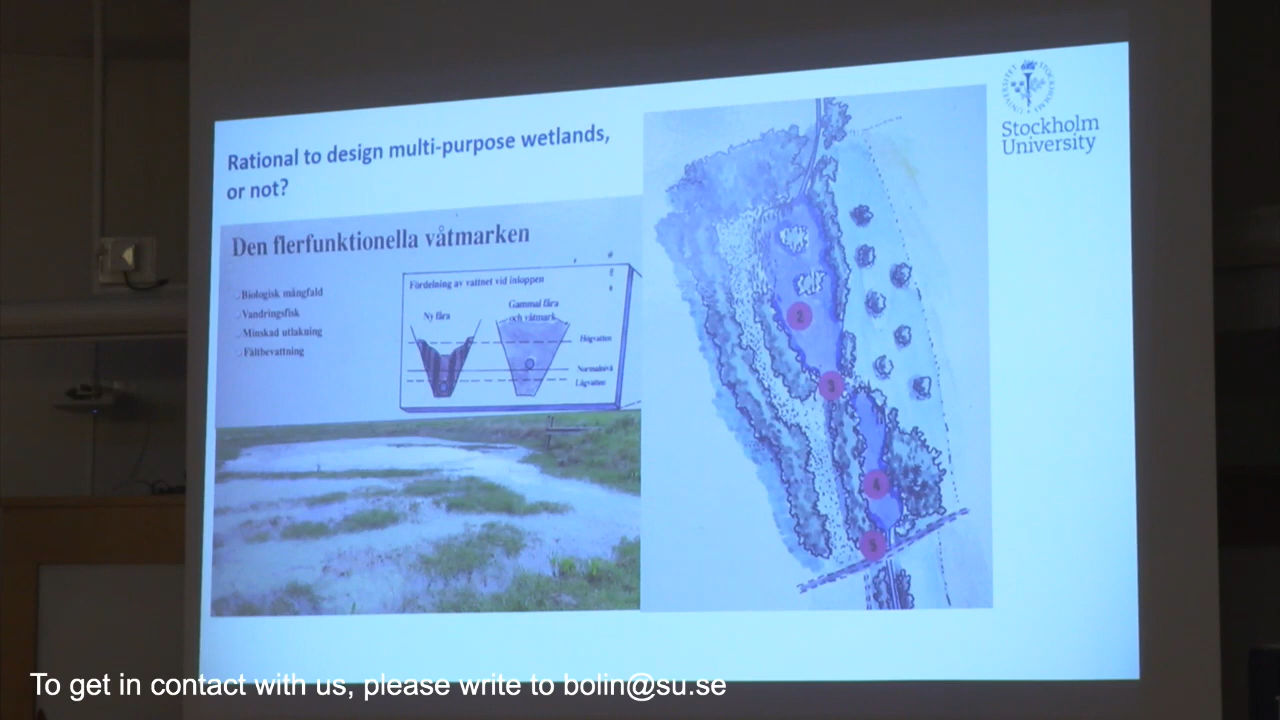 Rational to design multi-purpose wetlands,
or not?
Den flerfunktionella våtmarken
Biologisk mångfald
Vandringsfisk
Minskad utlakning
Fältbevattning
Fördelning av vattnet vid inloppen
Ny fåra
Gammal fåra
och våtmark
Högvatten
Normalnivå
Lågvatten
2
3
4
5
Stockholm
University
To get in contact with us, please write to bolin@su.se